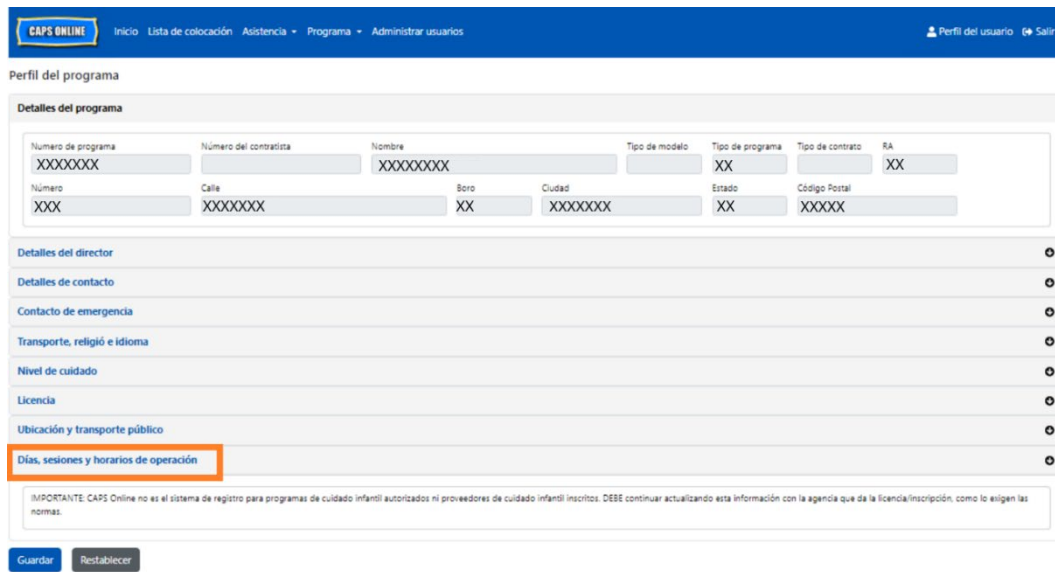 CAPS ONLINE Inicio Lista de colocación Asistencia Programa Administrar usuarios Perfil del usuario Salir
Perfil del programa
Detalles del programa
Numero de programa Número del contratista Nombre Tipo de modelo Tipo de programa Tipo de contrato RA
XXXXXXX XXXXXXXX XX XX
Número Calle Boro Ciudad Estado Código Postal
XXX XXXXXXX XX XXXXXXX XX XXXXX
Detalles del director
Detalles de contacto
Contacto de emergencia
Transporte, religió e idioma
Nivel de cuidado
Licencia
Ubicación y transporte público
Días, sesiones y horarios de operación
IMPORTANTE: CAPS Online no es el sistema de registro para programas de cuidado infantil autorizados ni proveedores de cuidado infantil inscritos. DEBE continuar actualizando esta información con la agencia que da la licencia/inscripción, como lo exigen las
normas.
Guardar Restablecer